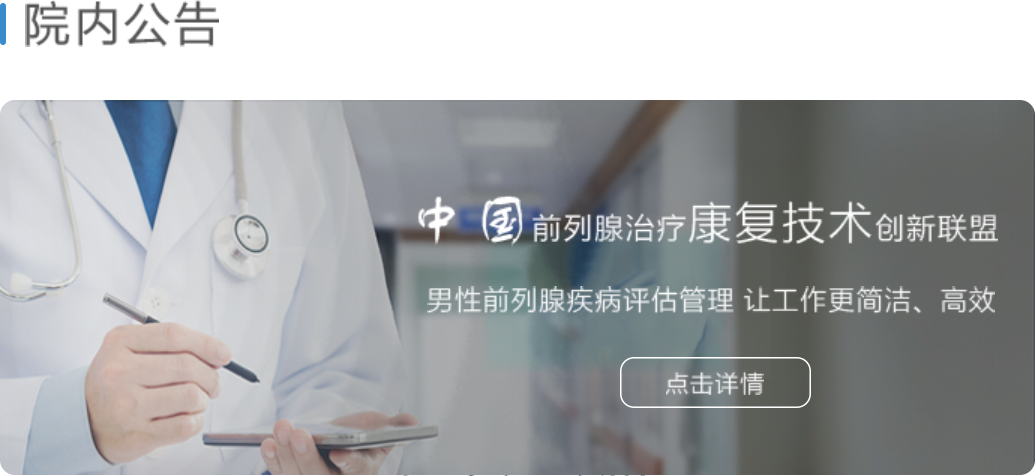 院内公告
中国前列腺治疗康复技术创新联盟
男性前列腺疾病评估管理 让工作更简洁、高效
点击详情